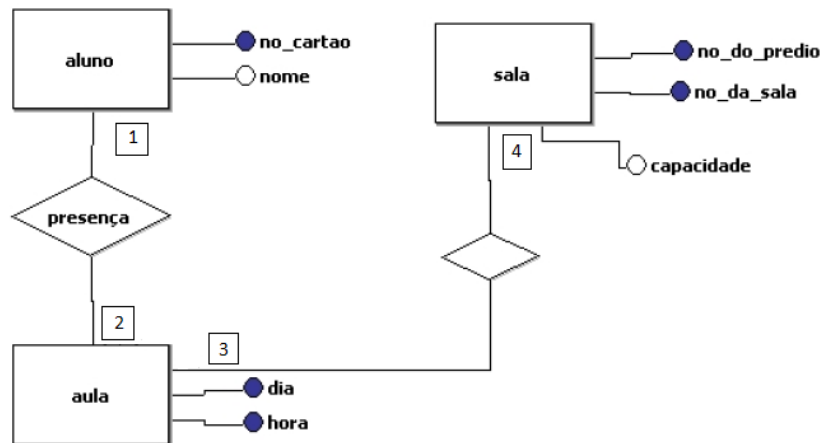 aluno
no_cartao
nome
1
presença
2
aula
dia
hora
3
sala
no_do_predio
no_da_sala
4
capacidade